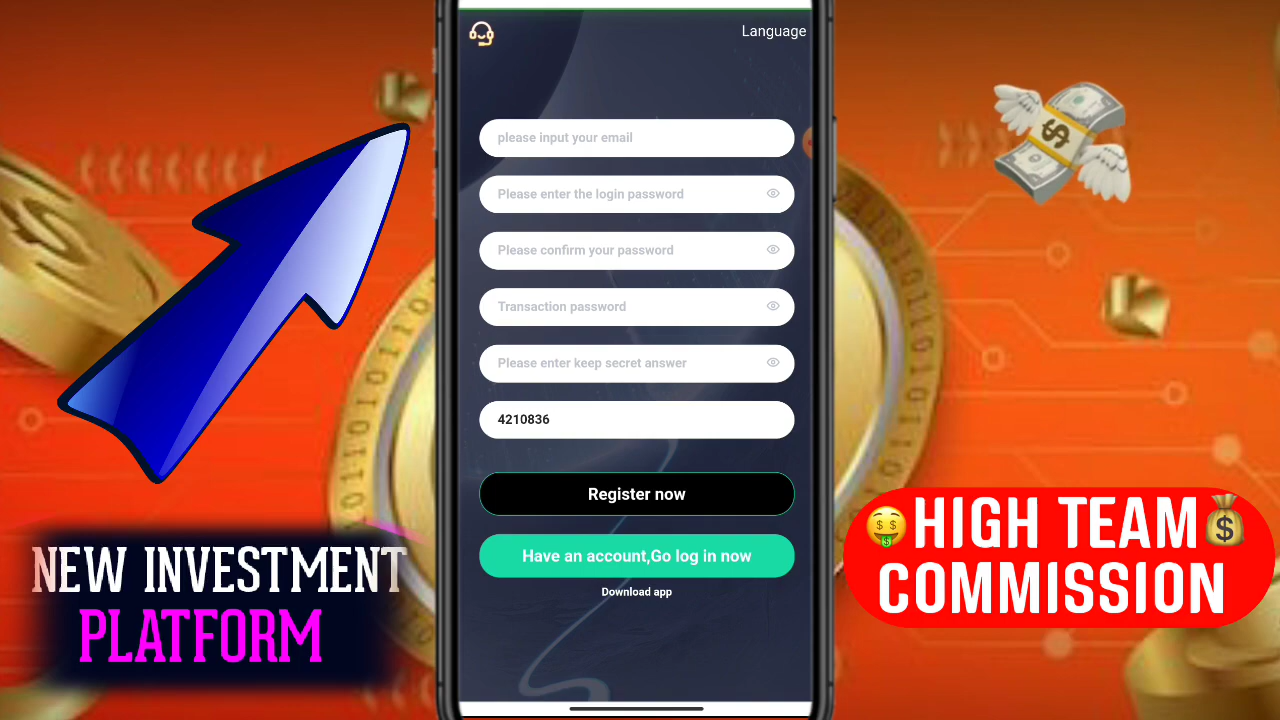 Language
please input your email
Please enter the login password
Please confirm your password
Transaction password
Please enter keep secret answer
4210836
Register now
Have an account,Go log in now
Download app
NEW INVESTMENT
PLATFORM
HIGH TEAM
COMMISSION